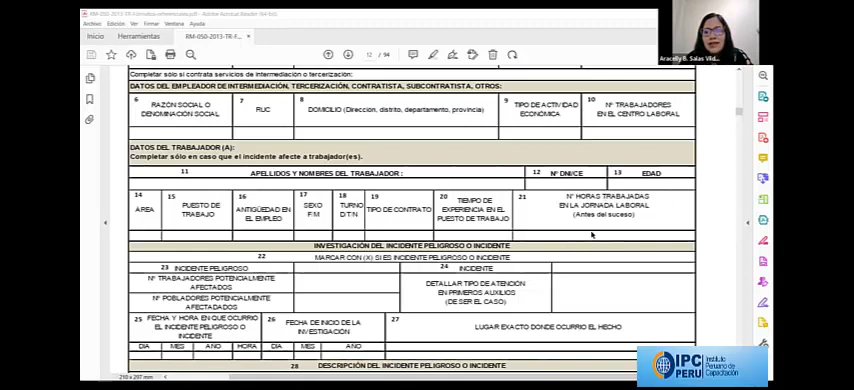 RM-050-2013-TR-Formatos-referenciales.pdf - Adobe Acrobat Reader (64-bit)
Archivo Edición Ver Firmar Ventana Ayuda
Inicio Herramientas RM-050-2013-TR-Fo... ×
12 / 94
Aracelly B. Salas Vild...
Completar sólo si contrata servicios de intermediación o tercerización:
DATOS DEL EMPLEADOR DE INTERMEDIACIÓN, TERCERIZACIÓN, CONTRATISTA, SUBCONTRATISTA, OTROS:
6 RAZÓN SOCIAL O DENOMINACIÓN SOCIAL
7 RUC
8 DOMICILIO (Dirección, distrito, departamento, provincia)
9 TIPO DE ACTIVIDAD ECONÓMICA
10 N° TRABAJADORES EN EL CENTRO LABORAL
DATOS DEL TRABAJADOR (A):
Completar sólo en caso que el incidente afecte a trabajador(es).
11 APELLIDOS Y NOMBRES DEL TRABAJADOR :
12 N° DNI/CE
13 EDAD
14 ÁREA
15 PUESTO DE TRABAJO
16 ANTIGÜEDAD EN EL EMPLEO
17 SEXO F/M
18 TURNO D/T/N
19 TIPO DE CONTRATO
20 TIEMPO DE EXPERIENCIA EN EL PUESTO DE TRABAJO
21 N° HORAS TRABAJADAS EN LA JORNADA LABORAL (Antes del suceso)
INVESTIGACIÓN DEL INCIDENTE PELIGROSO O INCIDENTE
22 MARCAR CON (X) SI ES INCIDENTE PELIGROSO O INCIDENTE
23 INCIDENTE PELIGROSO
24 INCIDENTE
N° TRABAJADORES POTENCIALMENTE AFECTADOS
DETALLAR TIPO DE ATENCIÓN EN PRIMEROS AUXILIOS (DE SER EL CASO)
N° POBLADORES POTENCIALMENTE AFECTADADOS
25 FECHA Y HORA EN QUE OCURRIÓ EL INCIDENTE PELIGROSO O INCIDENTE
26 FECHA DE INICIO DE LA INVESTIGACIÓN
27 LUGAR EXACTO DONDE OCURRIÓ EL HECHO
DÍA MES AÑO HORA DÍA MES AÑO
28 DESCRIPCIÓN DEL INCIDENTE PELIGROSO O INCIDENTE
210 x 297 mm
IPC PERÚ Instituto Peruano de Capacitación